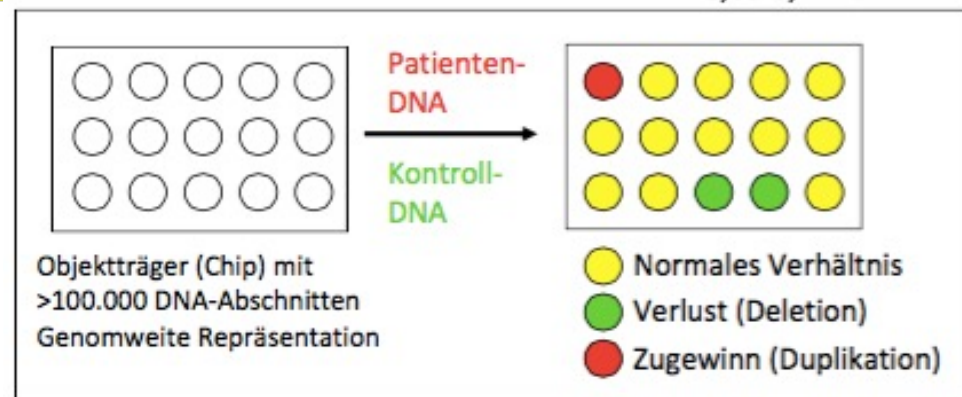 Patienten-
DNA
Kontroll-
DNA
Objektträger (Chip) mit
>100.000 DNA-Abschnitten
Genomweite Repräsentation
Normales Verhältnis
Verlust (Deletion)
Zugewinn (Duplikation)